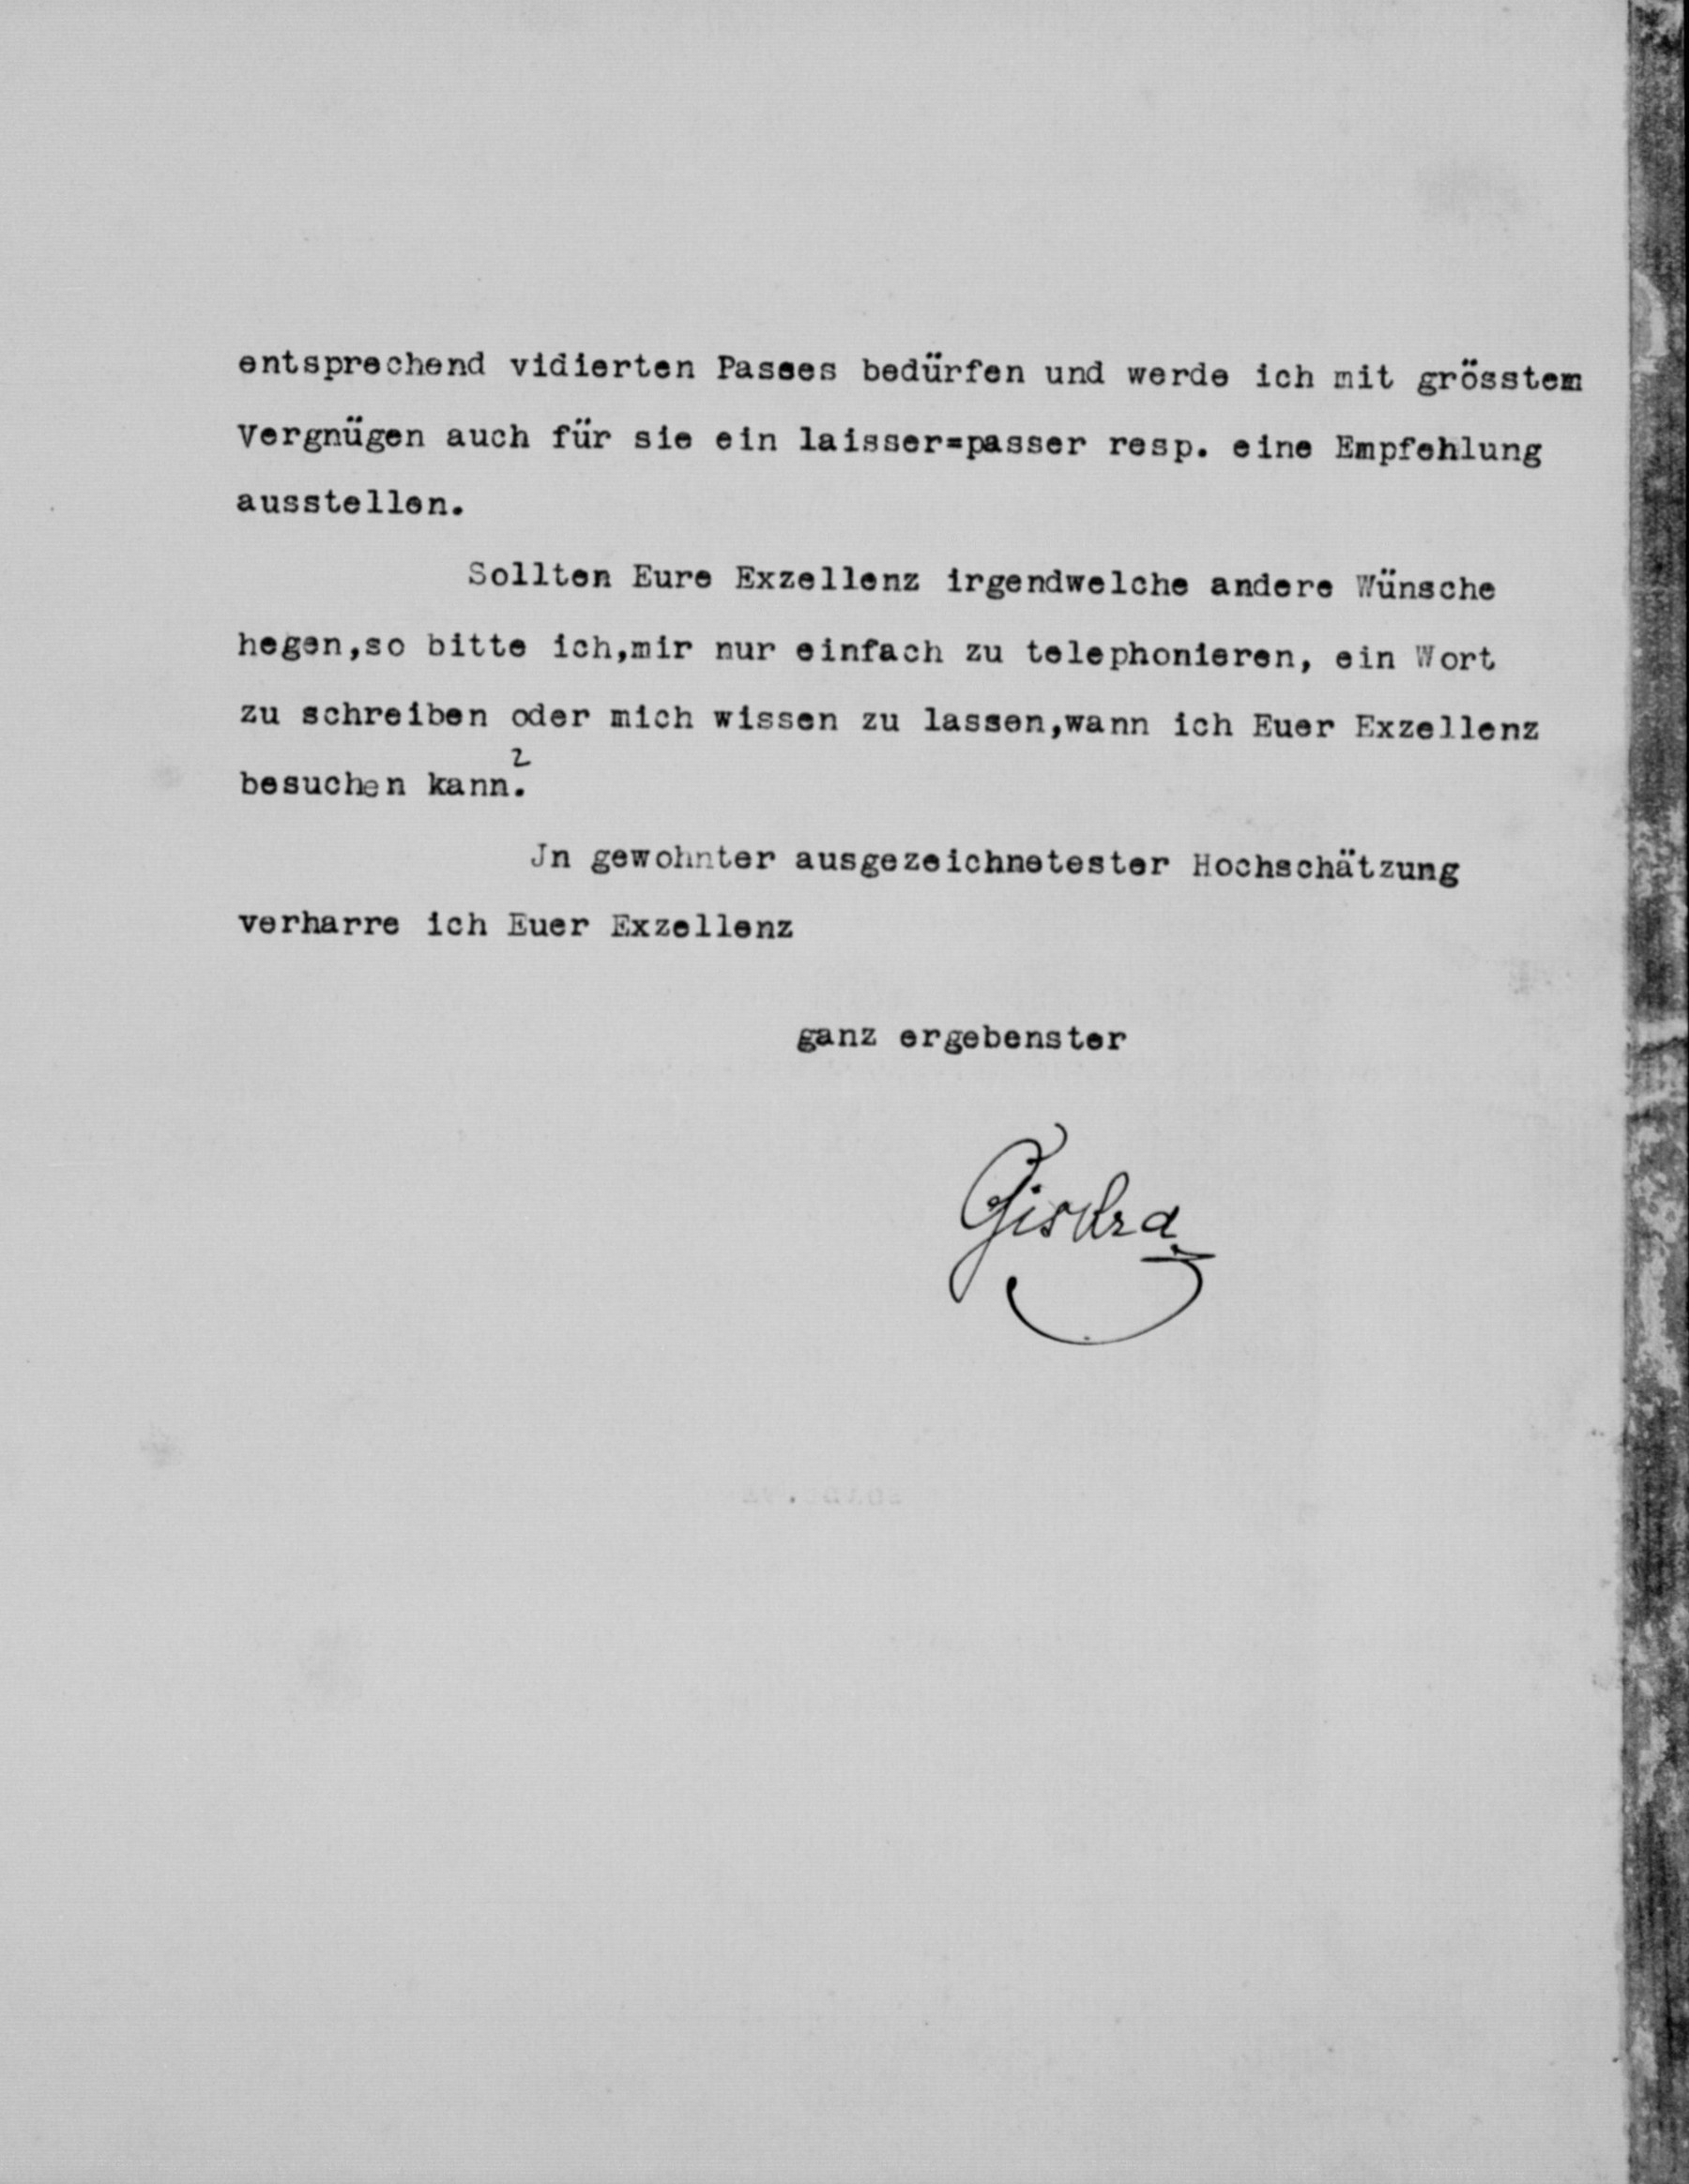 entsprechend vidierten Passes bedürfen und werde ich mit grösstem
Vergnügen auch für sie ein laisser=passer resp. eine Empfehlung
ausstellen.
Sollten Eure Exzellenz irgendwelche andere Wünsche
hegen,so bitte ich,mir nur einfach zu telephonieren, ein Wort
zu schreiben oder mich wissen zu lassen,wann ich Euer Exzellenz
2
besuchen kann.
Jn gewohnter ausgezeichnetester Hochschätzung
verharre ich Euer Exzellenz
ganz ergebenster
Giskra